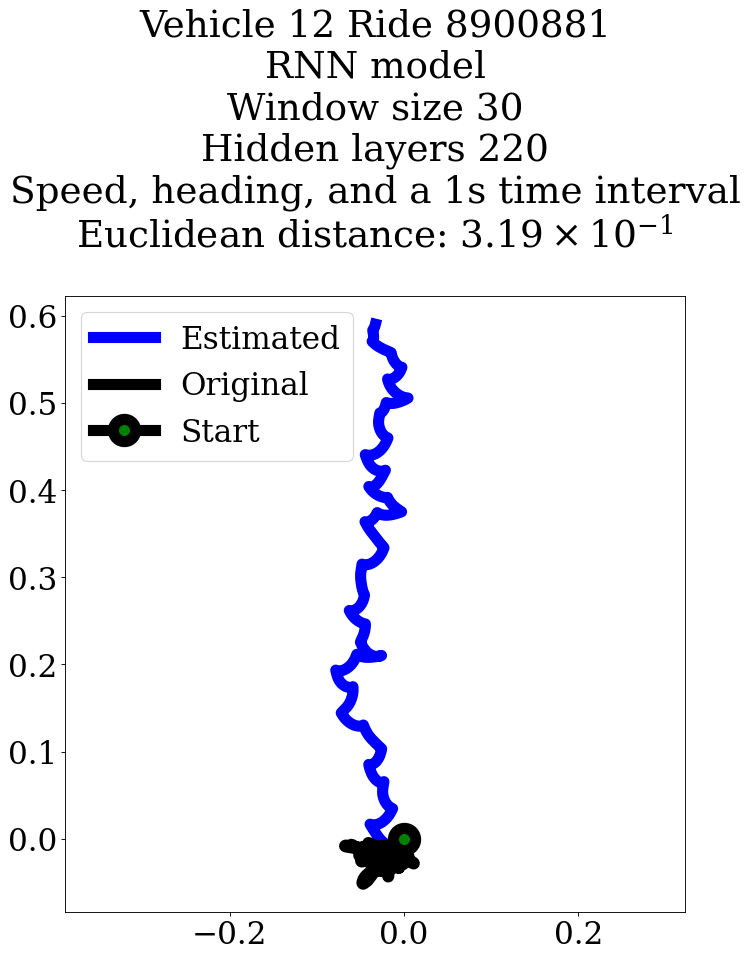 Vehicle 12 Ride 8900881
RNN model
Window size 30
Hidden layers 220
Speed, heading, and a 1s time interval
Euclidean distance: 3.19 × 10⁻¹
Estimated
Original
Start
0.6
0.5
0.4
0.3
0.2
0.1
0.0
−0.2 0.0 0.2